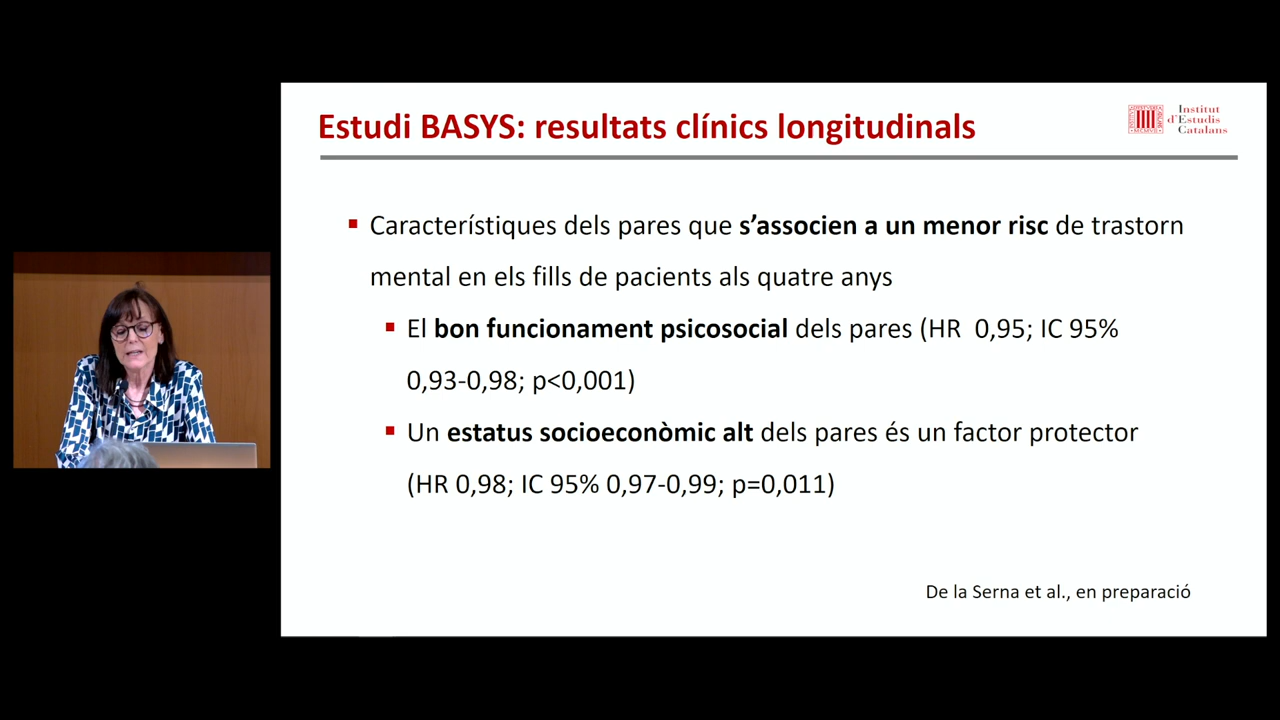 Estudi BASYS: resultats clínics longitudinals
Institut
d'Estudis
Catalans
Característiques dels pares que s'associen a un menor risc de trastorn
mental en els fills de pacients als quatre anys
El bon funcionament psicosocial dels pares (HR 0,95; IC 95%
0,93-0,98; p<0,001)
Un estatus socioeconòmic alt dels pares és un factor protector
(HR 0,98; IC 95% 0,97-0,99; p=0,011)
De la Serna et al., en preparació